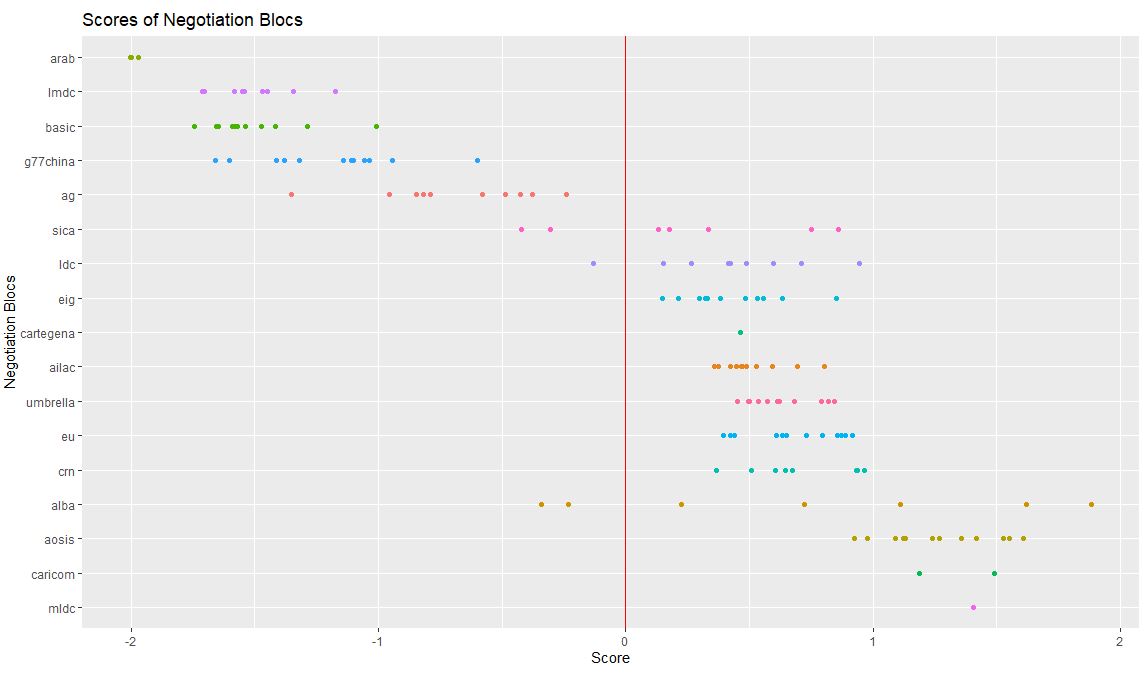 Scores of Negotiation Blocs
Negotiation Blocs
arab
lmdc
basic
g77china
ag
sica
ldc
eig
cartegena
ailac
umbrella
eu
crn
alba
aosis
caricom
mldc
-2 -1 0 1 2
Score